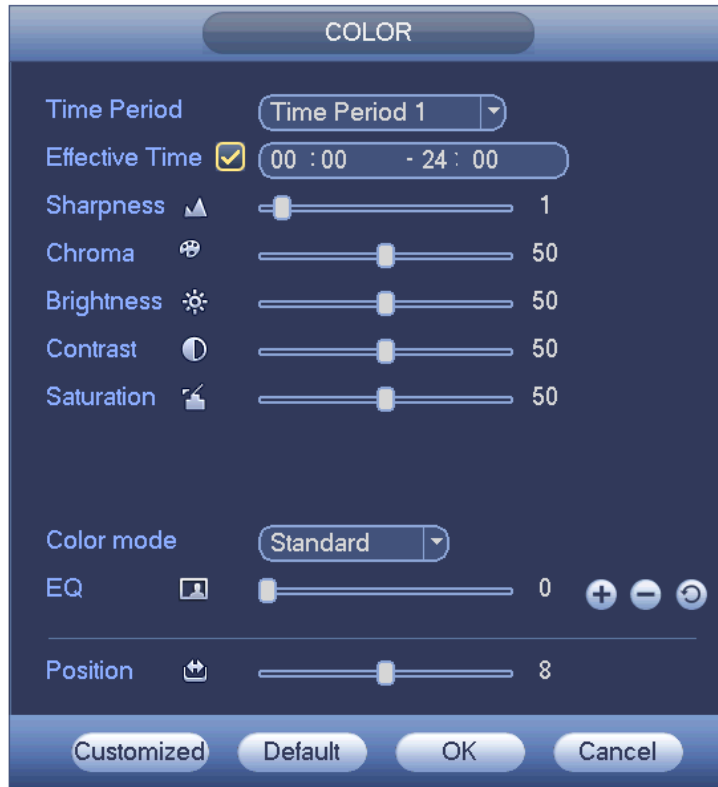 COLOR
Time Period Time Period 1
Effective Time 00 :00 - 24: 00
Sharpness 1
Chroma 50
Brightness 50
Contrast 50
Saturation 50
Color mode Standard
EQ 0
Position 8
Customized Default OK Cancel